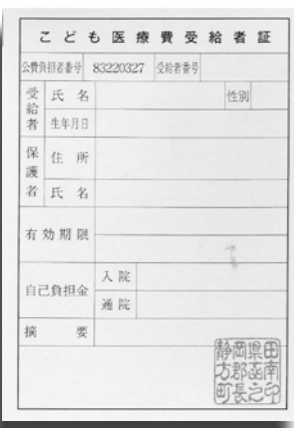 こども医療費受給者証
公費負担者番号 83220327 受給者番号
受給者 氏名 性別
生年月日
保護者 住所
氏名
有効期限
自己負担金 入院
通院
摘要
静岡県田
方郡函南
町長之印